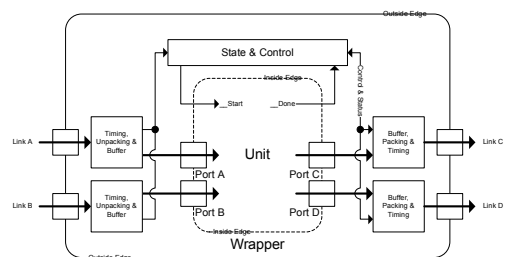 Outside Edge
State & Control
Inside Edge
Control & Status
__Start
__Done
Link A
Timing,
Unpacking &
Buffer
Unit
Buffer,
Packing &
Timing
Link C
Port A
Port C
Link B
Timing,
Unpacking &
Buffer
Port B
Port D
Buffer,
Packing &
Timing
Link D
Inside Edge
Wrapper
Outside Edge